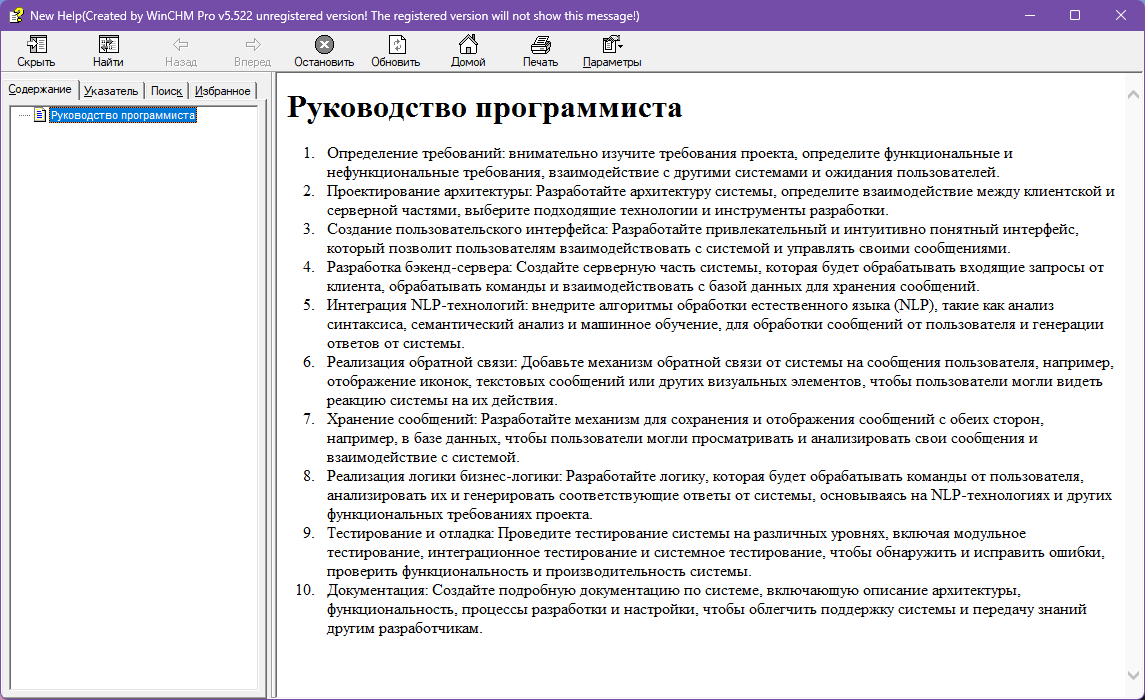 New Help(Created by WinCHM Pro v5.522 unregistered version! The registered version will not show this message!)
Скрыть Найти Назад Вперед Остановить Обновить Домой Печать Параметры
Содержание Указатель Поиск Избранное
Руководство программиста
Руководство программиста
1. Определение требований: внимательно изучите требования проекта, определите функциональные и
нефункциональные требования, взаимодействие с другими системами и ожидания пользователей.
2. Проектирование архитектуры: Разработайте архитектуру системы, определите взаимодействие между клиентской и
серверной частями, выберите подходящие технологии и инструменты разработки.
3. Создание пользовательского интерфейса: Разработайте привлекательный и интуитивно понятный интерфейс,
который позволит пользователям взаимодействовать с системой и управлять своими сообщениями.
4. Разработка бэкенд-сервера: Создайте серверную часть системы, которая будет обрабатывать входящие запросы от
клиента, обрабатывать команды и взаимодействовать с базой данных для хранения сообщений.
5. Интеграция NLP-технологий: внедрите алгоритмы обработки естественного языка (NLP), такие как анализ
синтаксиса, семантический анализ и машинное обучение, для обработки сообщений от пользователя и генерации
ответов от системы.
6. Реализация обратной связи: Добавьте механизм обратной связи от системы на сообщения пользователя, например,
отображение иконок, текстовых сообщений или других визуальных элементов, чтобы пользователи могли видеть
реакцию системы на их действия.
7. Хранение сообщений: Разработайте механизм для сохранения и отображения сообщений с обеих сторон,
например, в базе данных, чтобы пользователи могли просматривать и анализировать свои сообщения и
взаимодействие с системой.
8. Реализация логики бизнес-логики: Разработайте логику, которая будет обрабатывать команды от пользователя,
анализировать их и генерировать соответствующие ответы от системы, основываясь на NLP-технологиях и других
функциональных требованиях проекта.
9. Тестирование и отладка: Проведите тестирование системы на различных уровнях, включая модульное
тестирование, интеграционное тестирование и системное тестирование, чтобы обнаружить и исправить ошибки,
проверить функциональность и производительность системы.
10. Документация: Создайте подробную документацию по системе, включающую описание архитектуры,
функциональность, процессы разработки и настройки, чтобы облегчить поддержку системы и передачу знаний
другим разработчикам.